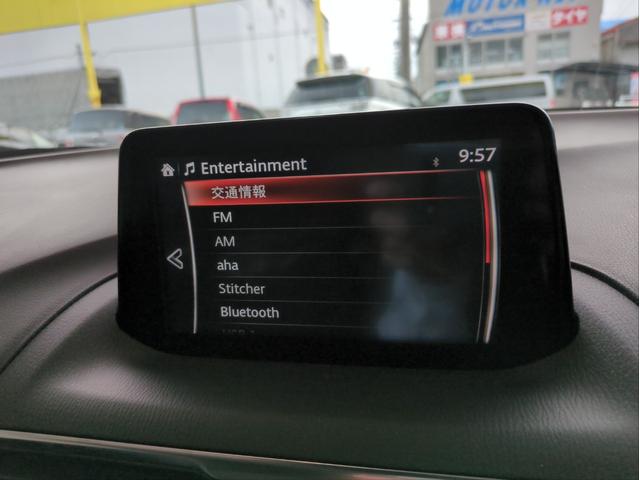 MOTOR
タイヤ
Entertainment
9:57
交通情報
FM
AM
aha
Stitcher
Bluetooth